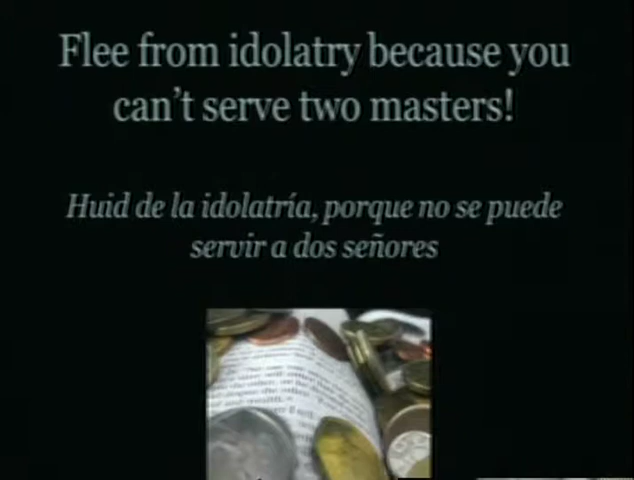 Flee from idolatry because you
can't serve two masters!
Huid de la idolatría, porque no se puede
servir a dos señores